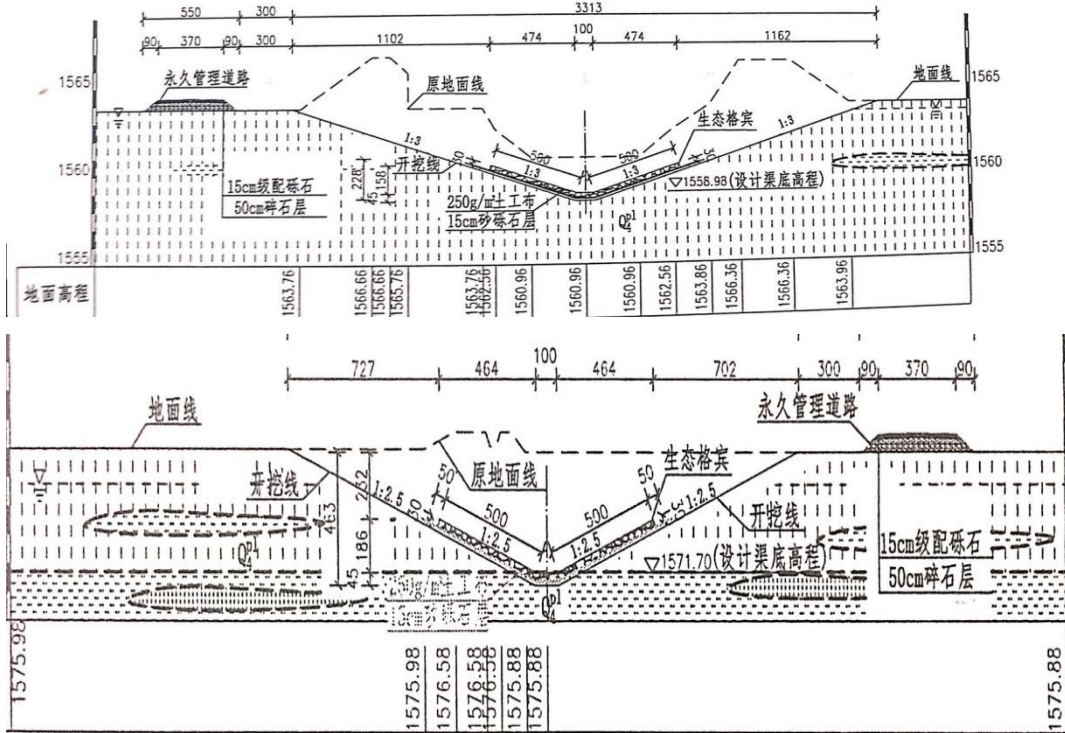 550 300 3313
90 370 90 300 1102 474 100 474 1162
1565 永久管理道路 原地面线 地面线 1565
生态格宾
1:3 1:3
开挖线 50 500 500 30
1560 1:3 1:3 1560
228 158 45
▽1558.98(设计渠底高程)
15cm级配砾石
50cm碎石层
250g/m²土工布
15cm砂砾石层
1555 1555
地面高程
1563.76
1566.66
1566.66
1565.76
1563.76
1562.56
1560.96
1560.96
1560.96
1562.56
1563.86
1566.36
1566.36
1563.96
727 464 100 464 702 300 90 370 90
地面线 永久管理道路
原地面线 生态格宾
50 50
开挖线 1:2.5 500 500 1:2.5 开挖线
252 463 186 45
1:2.5 1:2.5
▽1571.70(设计渠底高程)
15cm级配砾石
50cm碎石层
1575.98
1575.98
1576.58
1576.58
1576.58
1575.88
1575.88
1575.88